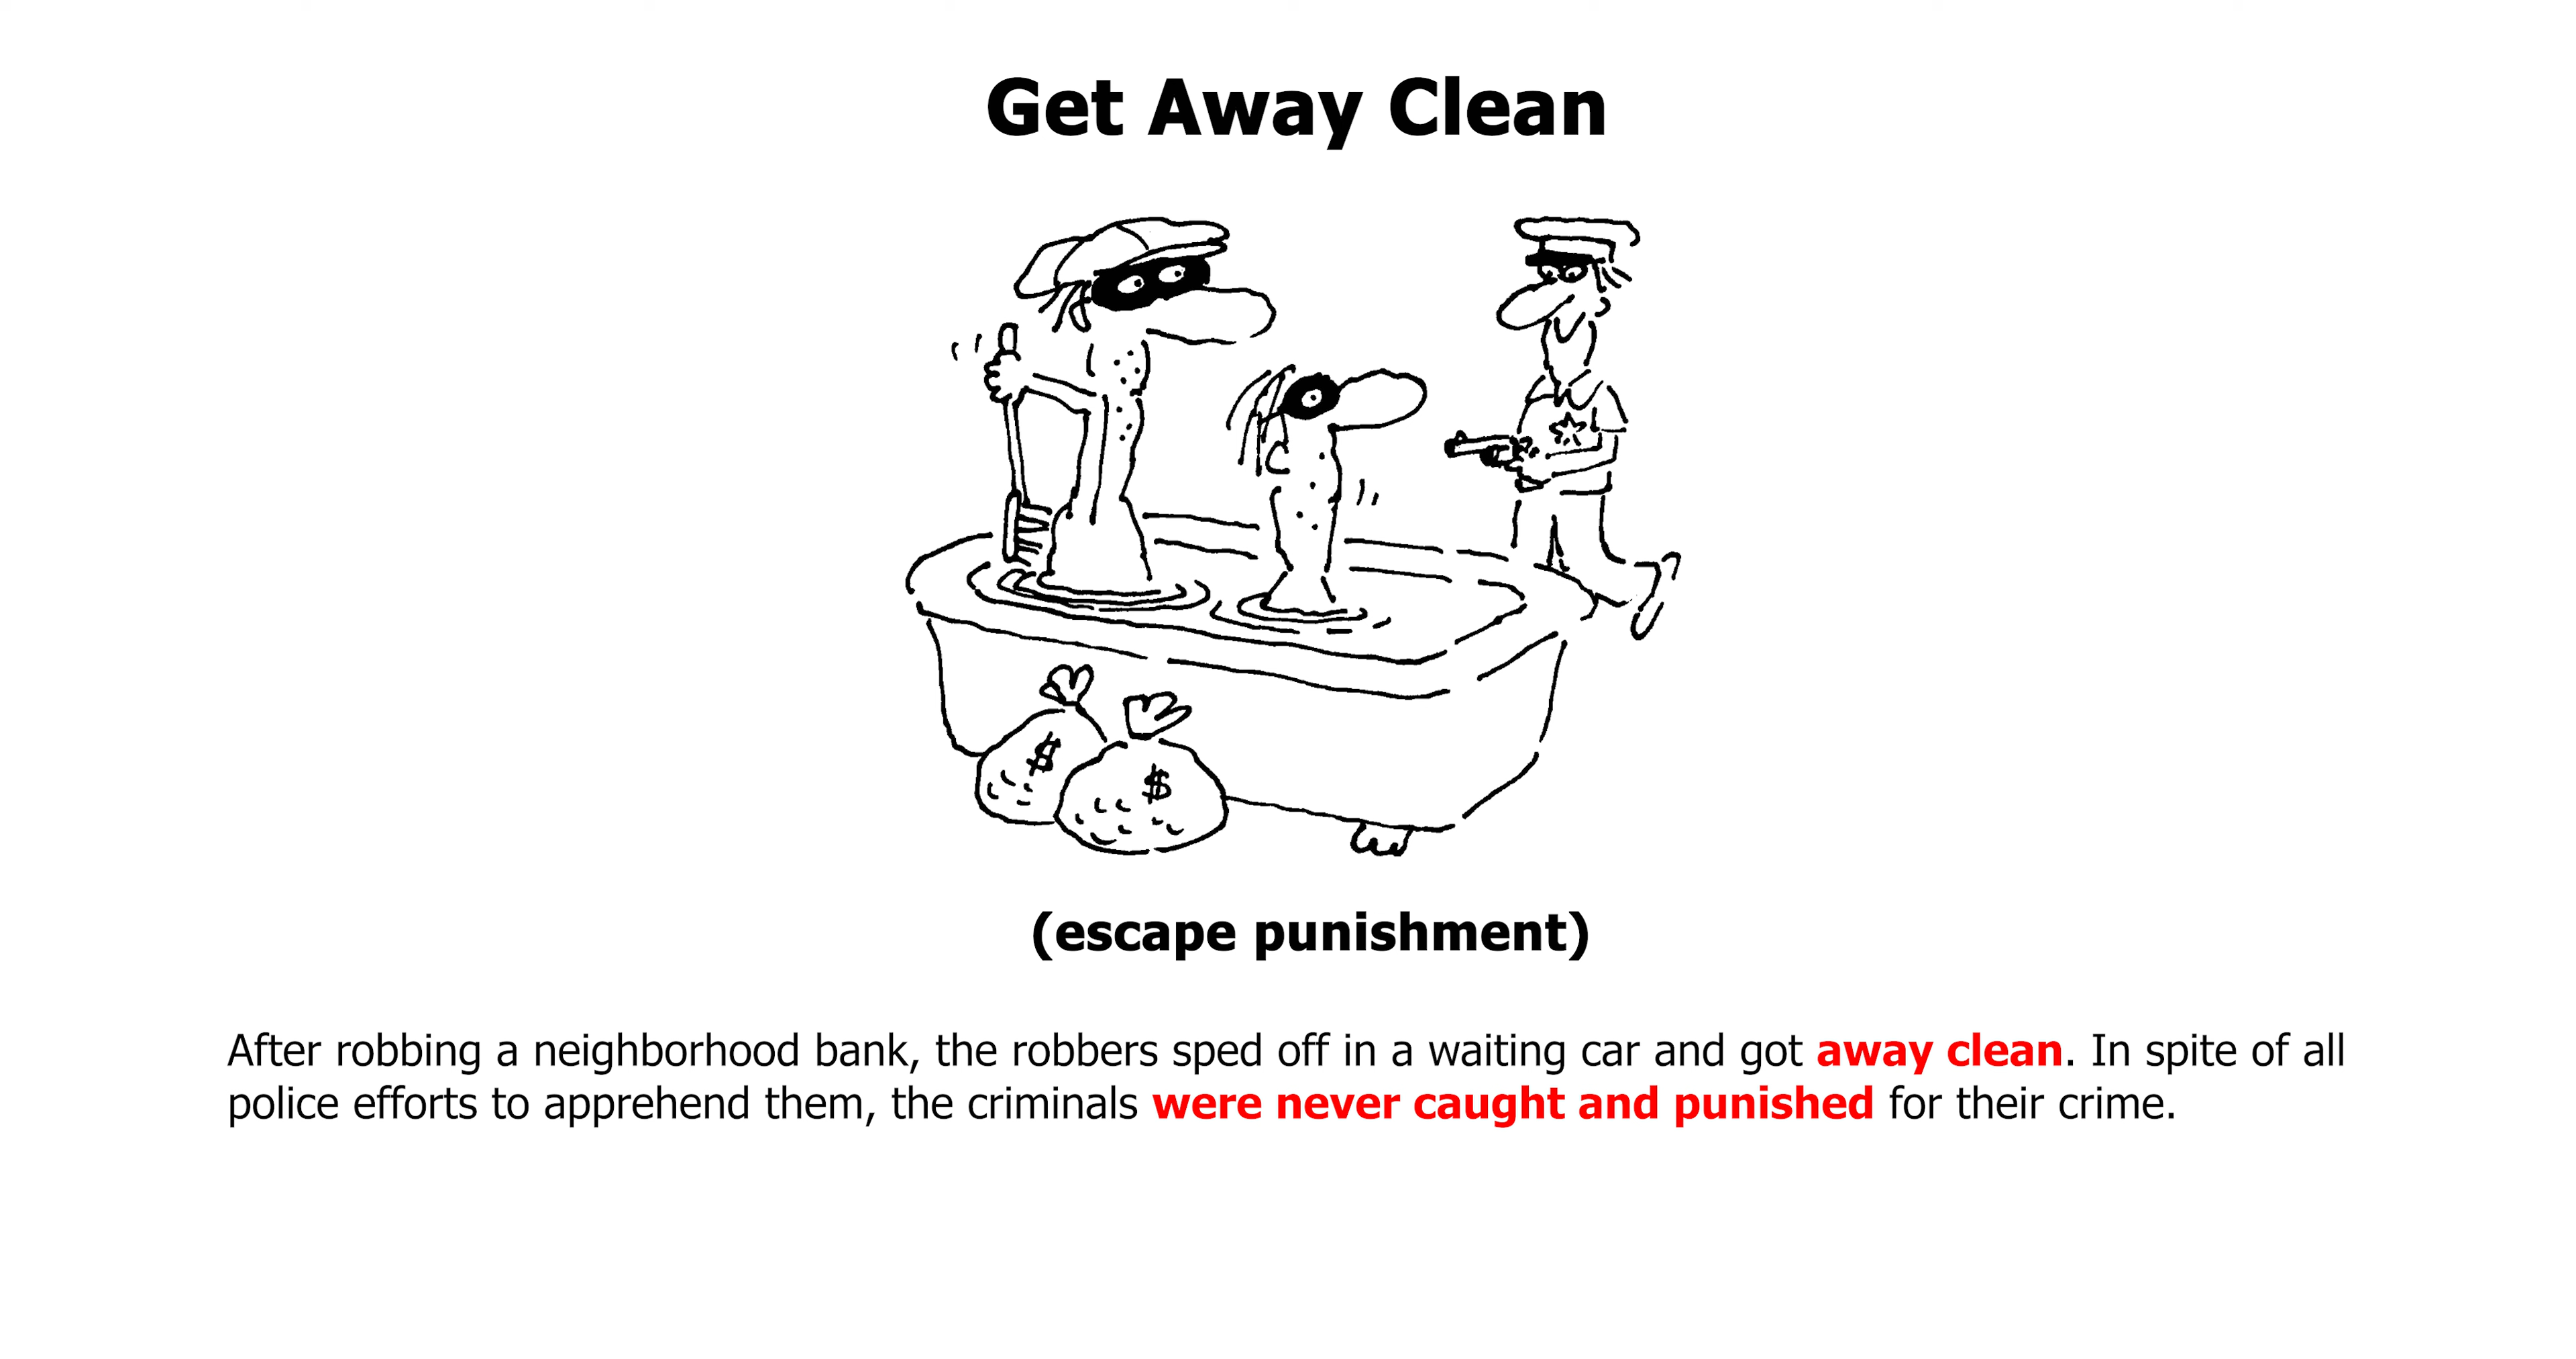 Get Away Clean
$
$
(escape punishment)
After robbing a neighborhood bank, the robbers sped off in a waiting car and got away clean. In spite of all
police efforts to apprehend them, the criminals were never caught and punished for their crime.